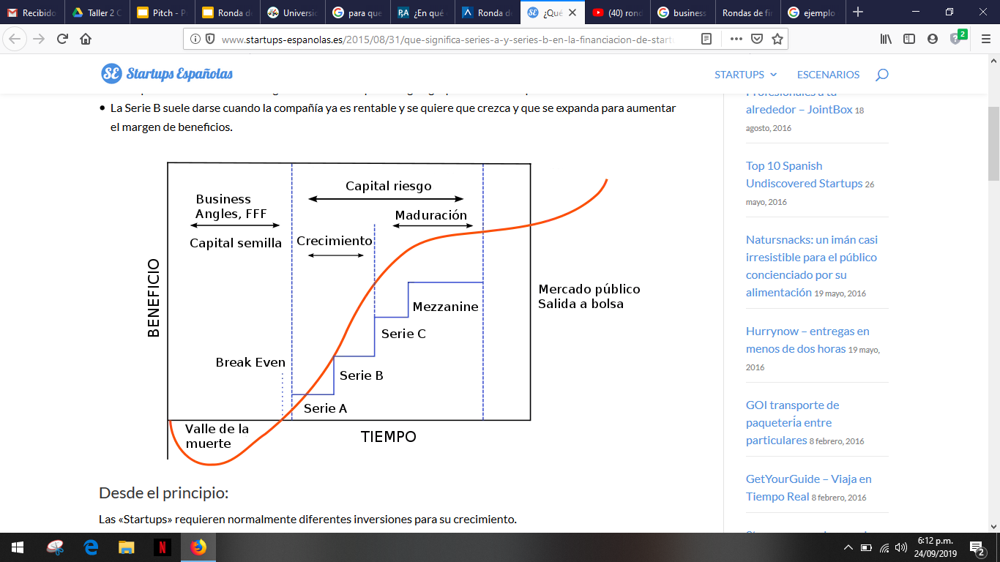 Recibido
Taller 2 C
Pitch - P
Ronda de
Universio
para que
¿En qué
Ronda de
¿Qué
(40) rond
business
Rondas de fin
ejemplo
www.startups-espanolas.es/2015/08/31/que-significa-series-a-y-series-b-en-la-financiacion-de-start
2
SE Startups Españolas
STARTUPS
ESCENARIOS
La Serie B suele darse cuando la compañía ya es rentable y se quiere que crezca y que se expanda para aumentar
el margen de beneficios.
Capital riesgo
Business
Angles, FFF
Maduración
Capital semilla
Crecimiento
BENEFICIO
Mercado público
Salida a bolsa
Mezzanine
Serie C
Break Even
Serie B
Serie A
Valle de la
muerte
TIEMPO
Desde el principio:
Las «Startups» requieren normalmente diferentes inversiones para su crecimiento.
Profesionales a tu
alrededor – JointBox 18
agosto, 2016
Top 10 Spanish
Undiscovered Startups 26
mayo, 2016
Natursnacks: un imán casi
irresistible para el público
concienciado por su
alimentación 19 mayo, 2016
Hurrynow – entregas en
menos de dos horas 19 mayo,
2016
GOI transporte de
paquetería entre
particulares 8 febrero, 2016
GetYourGuide – Viaja en
Tiempo Real 8 febrero, 2016
N
6:12 p.m.
24/09/2019
2